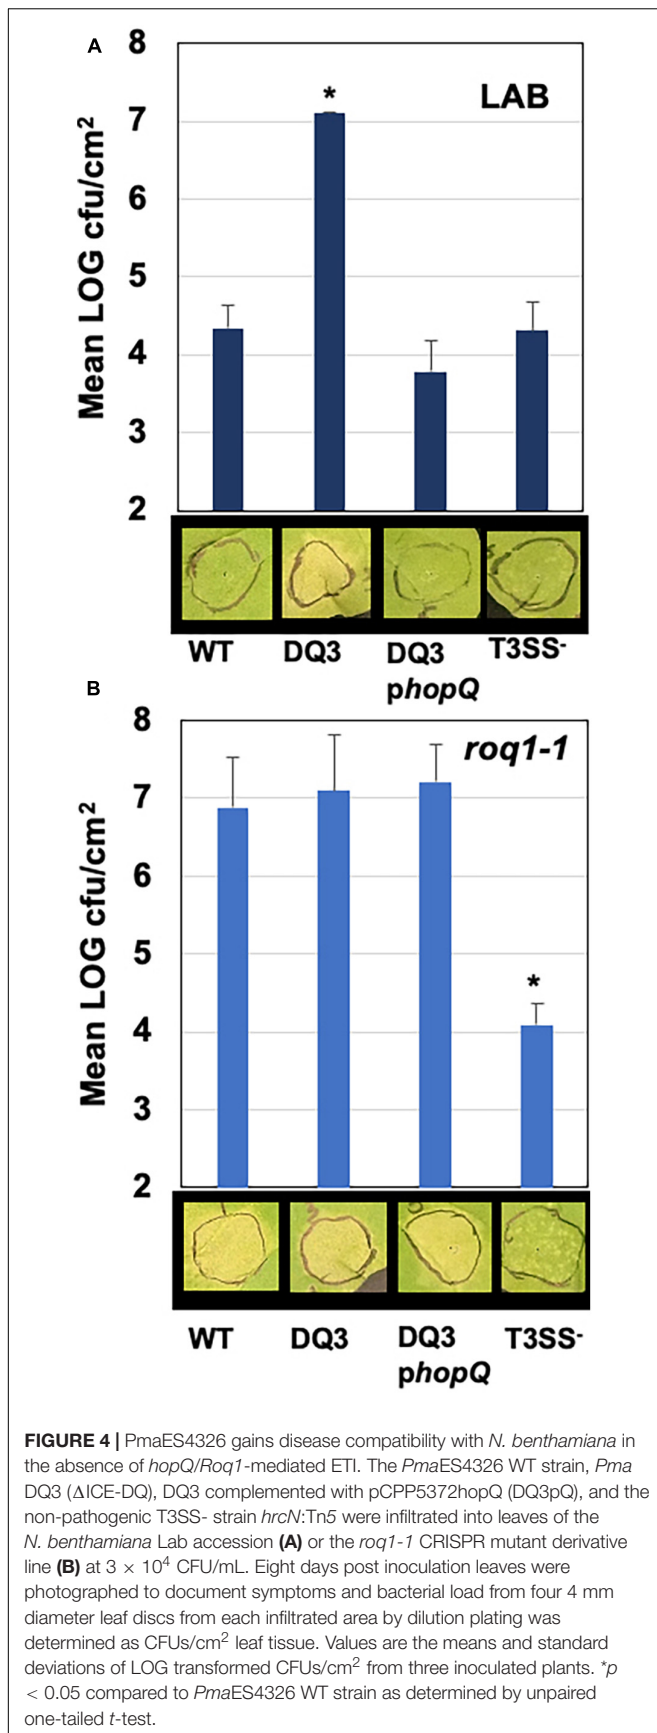 A
8
LAB
*
7
6
5
4
3
2
Mean LOG cfu/cm²
WT DQ3 DQ3 phopQ T3SS-
B
8
roq1-1
7
6
5
*
4
3
2
Mean LOG cfu/cm²
WT DQ3 DQ3 phopQ T3SS-
FIGURE 4 | PmaES4326 gains disease compatibility with N. benthamiana in
the absence of hopQ/Roq1-mediated ETI. The PmaES4326 WT strain, Pma
DQ3 (ΔICE-DQ), DQ3 complemented with pCPP5372hopQ (DQ3pQ), and the
non-pathogenic T3SS- strain hrcN:Tn5 were infiltrated into leaves of the
N. benthamiana Lab accession (A) or the roq1-1 CRISPR mutant derivative
line (B) at 3 × 10⁴ CFU/mL. Eight days post inoculation leaves were
photographed to document symptoms and bacterial load from four 4 mm
diameter leaf discs from each infiltrated area by dilution plating was
determined as CFUs/cm² leaf tissue. Values are the means and standard
deviations of LOG transformed CFUs/cm² from three inoculated plants. *p
< 0.05 compared to PmaES4326 WT strain as determined by unpaired
one-tailed t-test.